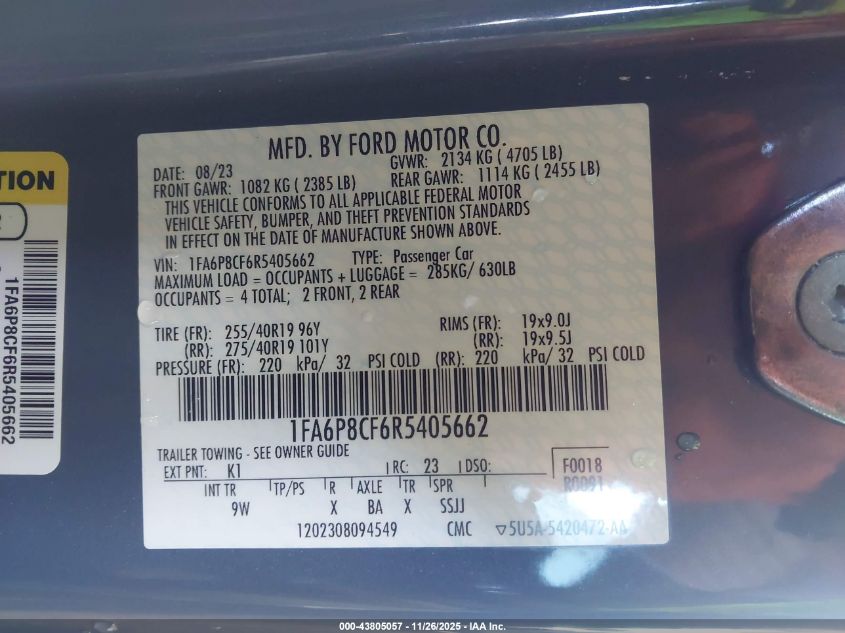 TION
1FA6P8CF6R5405662
MFD. BY FORD MOTOR CO.
DATE: 08/23 GVWR: 2134 KG ( 4705 LB)
FRONT GAWR: 1082 KG ( 2385 LB) REAR GAWR: 1114 KG ( 2455 LB)
THIS VEHICLE CONFORMS TO ALL APPLICABLE FEDERAL MOTOR
VEHICLE SAFETY, BUMPER, AND THEFT PREVENTION STANDARDS
IN EFFECT ON THE DATE OF MANUFACTURE SHOWN ABOVE.
VIN: 1FA6P8CF6R5405662 TYPE: Passenger Car
MAXIMUM LOAD = OCCUPANTS + LUGGAGE = 285KG/ 630LB
OCCUPANTS = 4 TOTAL; 2 FRONT, 2 REAR
TIRE (FR): 255/40R19 96Y RIMS (FR): 19x9.0J
(RR): 275/40R19 101Y (RR): 19x9.5J
PRESSURE (FR): 220 kPa/ 32 PSI COLD (RR): 220 kPa/ 32 PSI COLD
1FA6P8CF6R5405662
TRAILER TOWING - SEE OWNER GUIDE
EXT PNT: K1 RC: 23 DSO: F0018
R0091
INT TR TP/PS R AXLE TR SPR
9W X BA X SSJJ
1202308094549 CMC ▽5U5A-5420472-AA
000-43805057 - 11/26/2025 - IAA Inc.